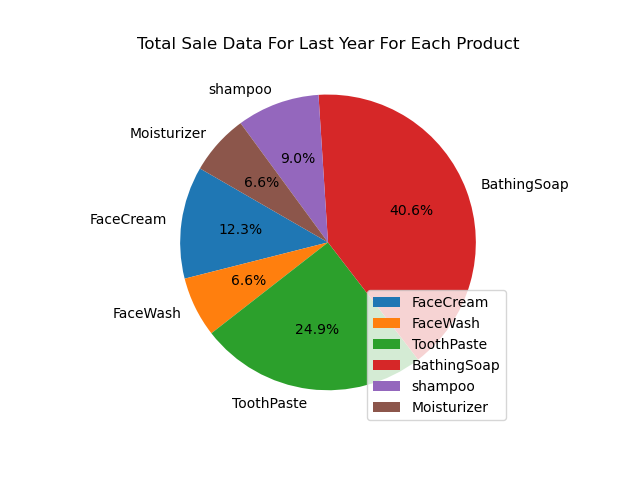 Total Sale Data For Last Year For Each Product
shampoo
Moisturizer
9.0%
6.6%
BathingSoap
40.6%
FaceCream
12.3%
6.6%
FaceWash
24.9%
ToothPaste
FaceCream
FaceWash
ToothPaste
BathingSoap
shampoo
Moisturizer